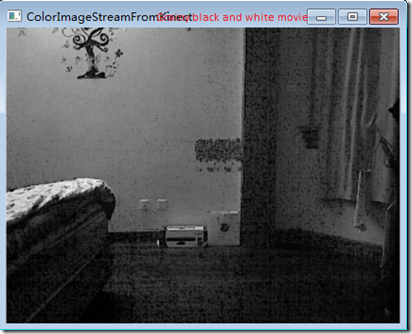 ColorImageStreamFromKinect
black and white movie